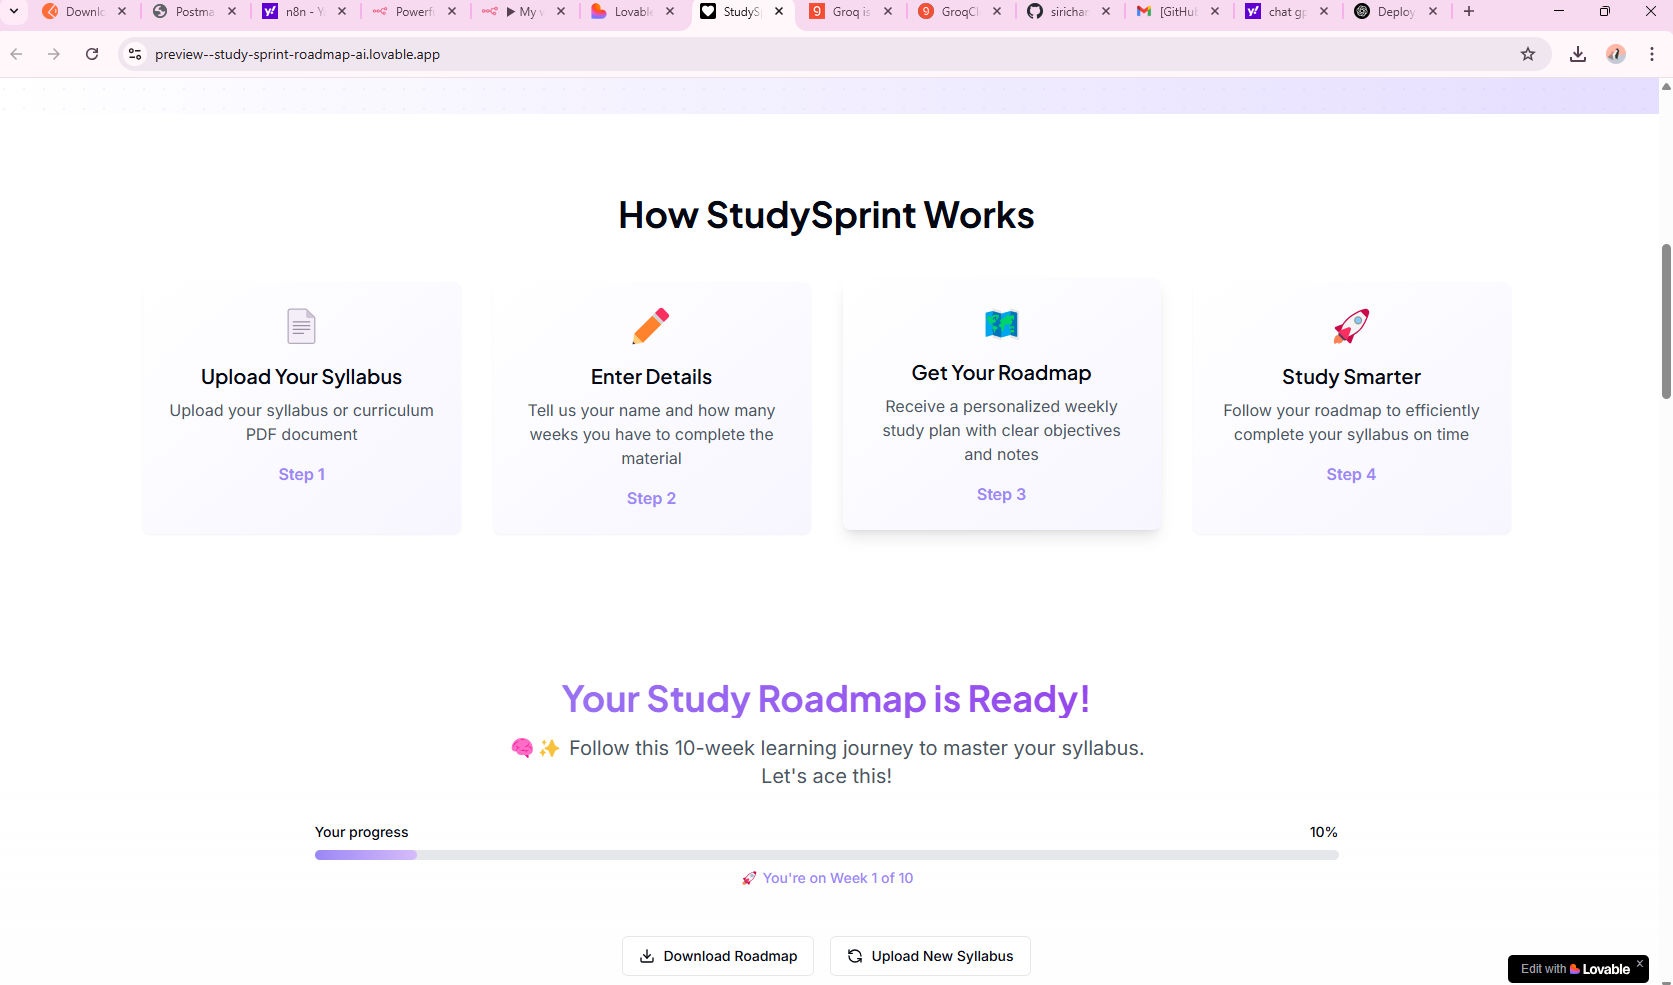 Downlo
Postma
n8n - Y
Powerfu
My w
Lovable
StudySp
Groq is
GroqCl
sirichar
[GitHub
chat gp
Deploy
preview--study-sprint-roadmap-ai.lovable.app
How StudySprint Works
Upload Your Syllabus
Upload your syllabus or curriculum
PDF document
Step 1
Enter Details
Tell us your name and how many
weeks you have to complete the
material
Step 2
Get Your Roadmap
Receive a personalized weekly
study plan with clear objectives
and notes
Step 3
Study Smarter
Follow your roadmap to efficiently
complete your syllabus on time
Step 4
Your Study Roadmap is Ready!
🧠✨ Follow this 10-week learning journey to master your syllabus.
Let's ace this!
Your progress
10%
🚀 You're on Week 1 of 10
Download Roadmap
Upload New Syllabus
Edit with Lovable